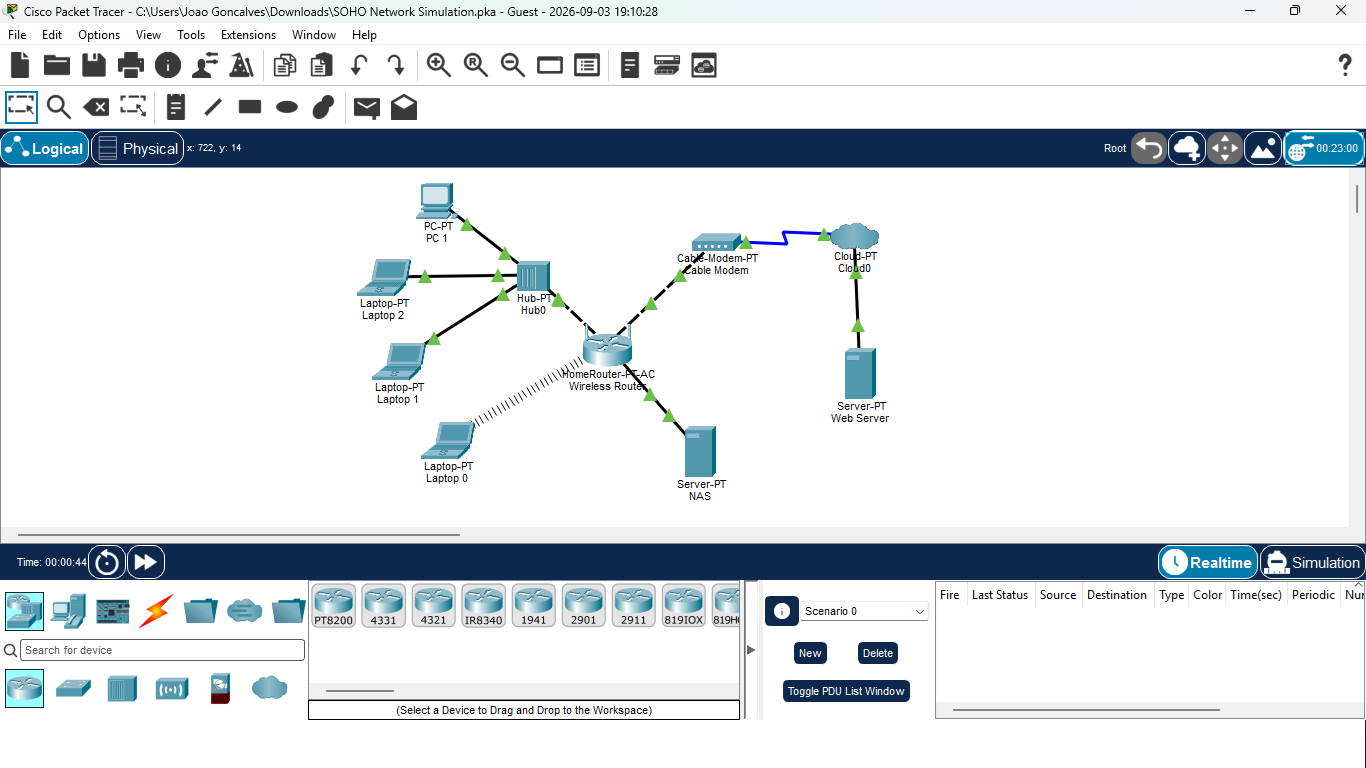 Cisco Packet Tracer - C:\Users\Joao Goncalves\Downloads\SOHO Network Simulation.pka - Guest - 2026-09-03 19:10:28
File Edit Options View Tools Extensions Window Help
Logical Physical x: 722, y: 14 Root 00:23:00
PC-PT
PC 1
Laptop-PT
Laptop 2
Hub-PT
Hub0
Cable-Modem-PT
Cable Modem
Cloud-PT
Cloud0
Laptop-PT
Laptop 1
HomeRouter-PT-AC
Wireless Router
Server-PT
Web Server
Laptop-PT
Laptop 0
Server-PT
NAS
Time: 00:00:44 Realtime Simulation
PT8200 4331 4321 IR8340 1941 2901 2911 819IOX 819H
Search for device
(Select a Device to Drag and Drop to the Workspace)
Scenario 0
New Delete
Toggle PDU List Window
Fire Last Status Source Destination Type Color Time(sec) Periodic Nu